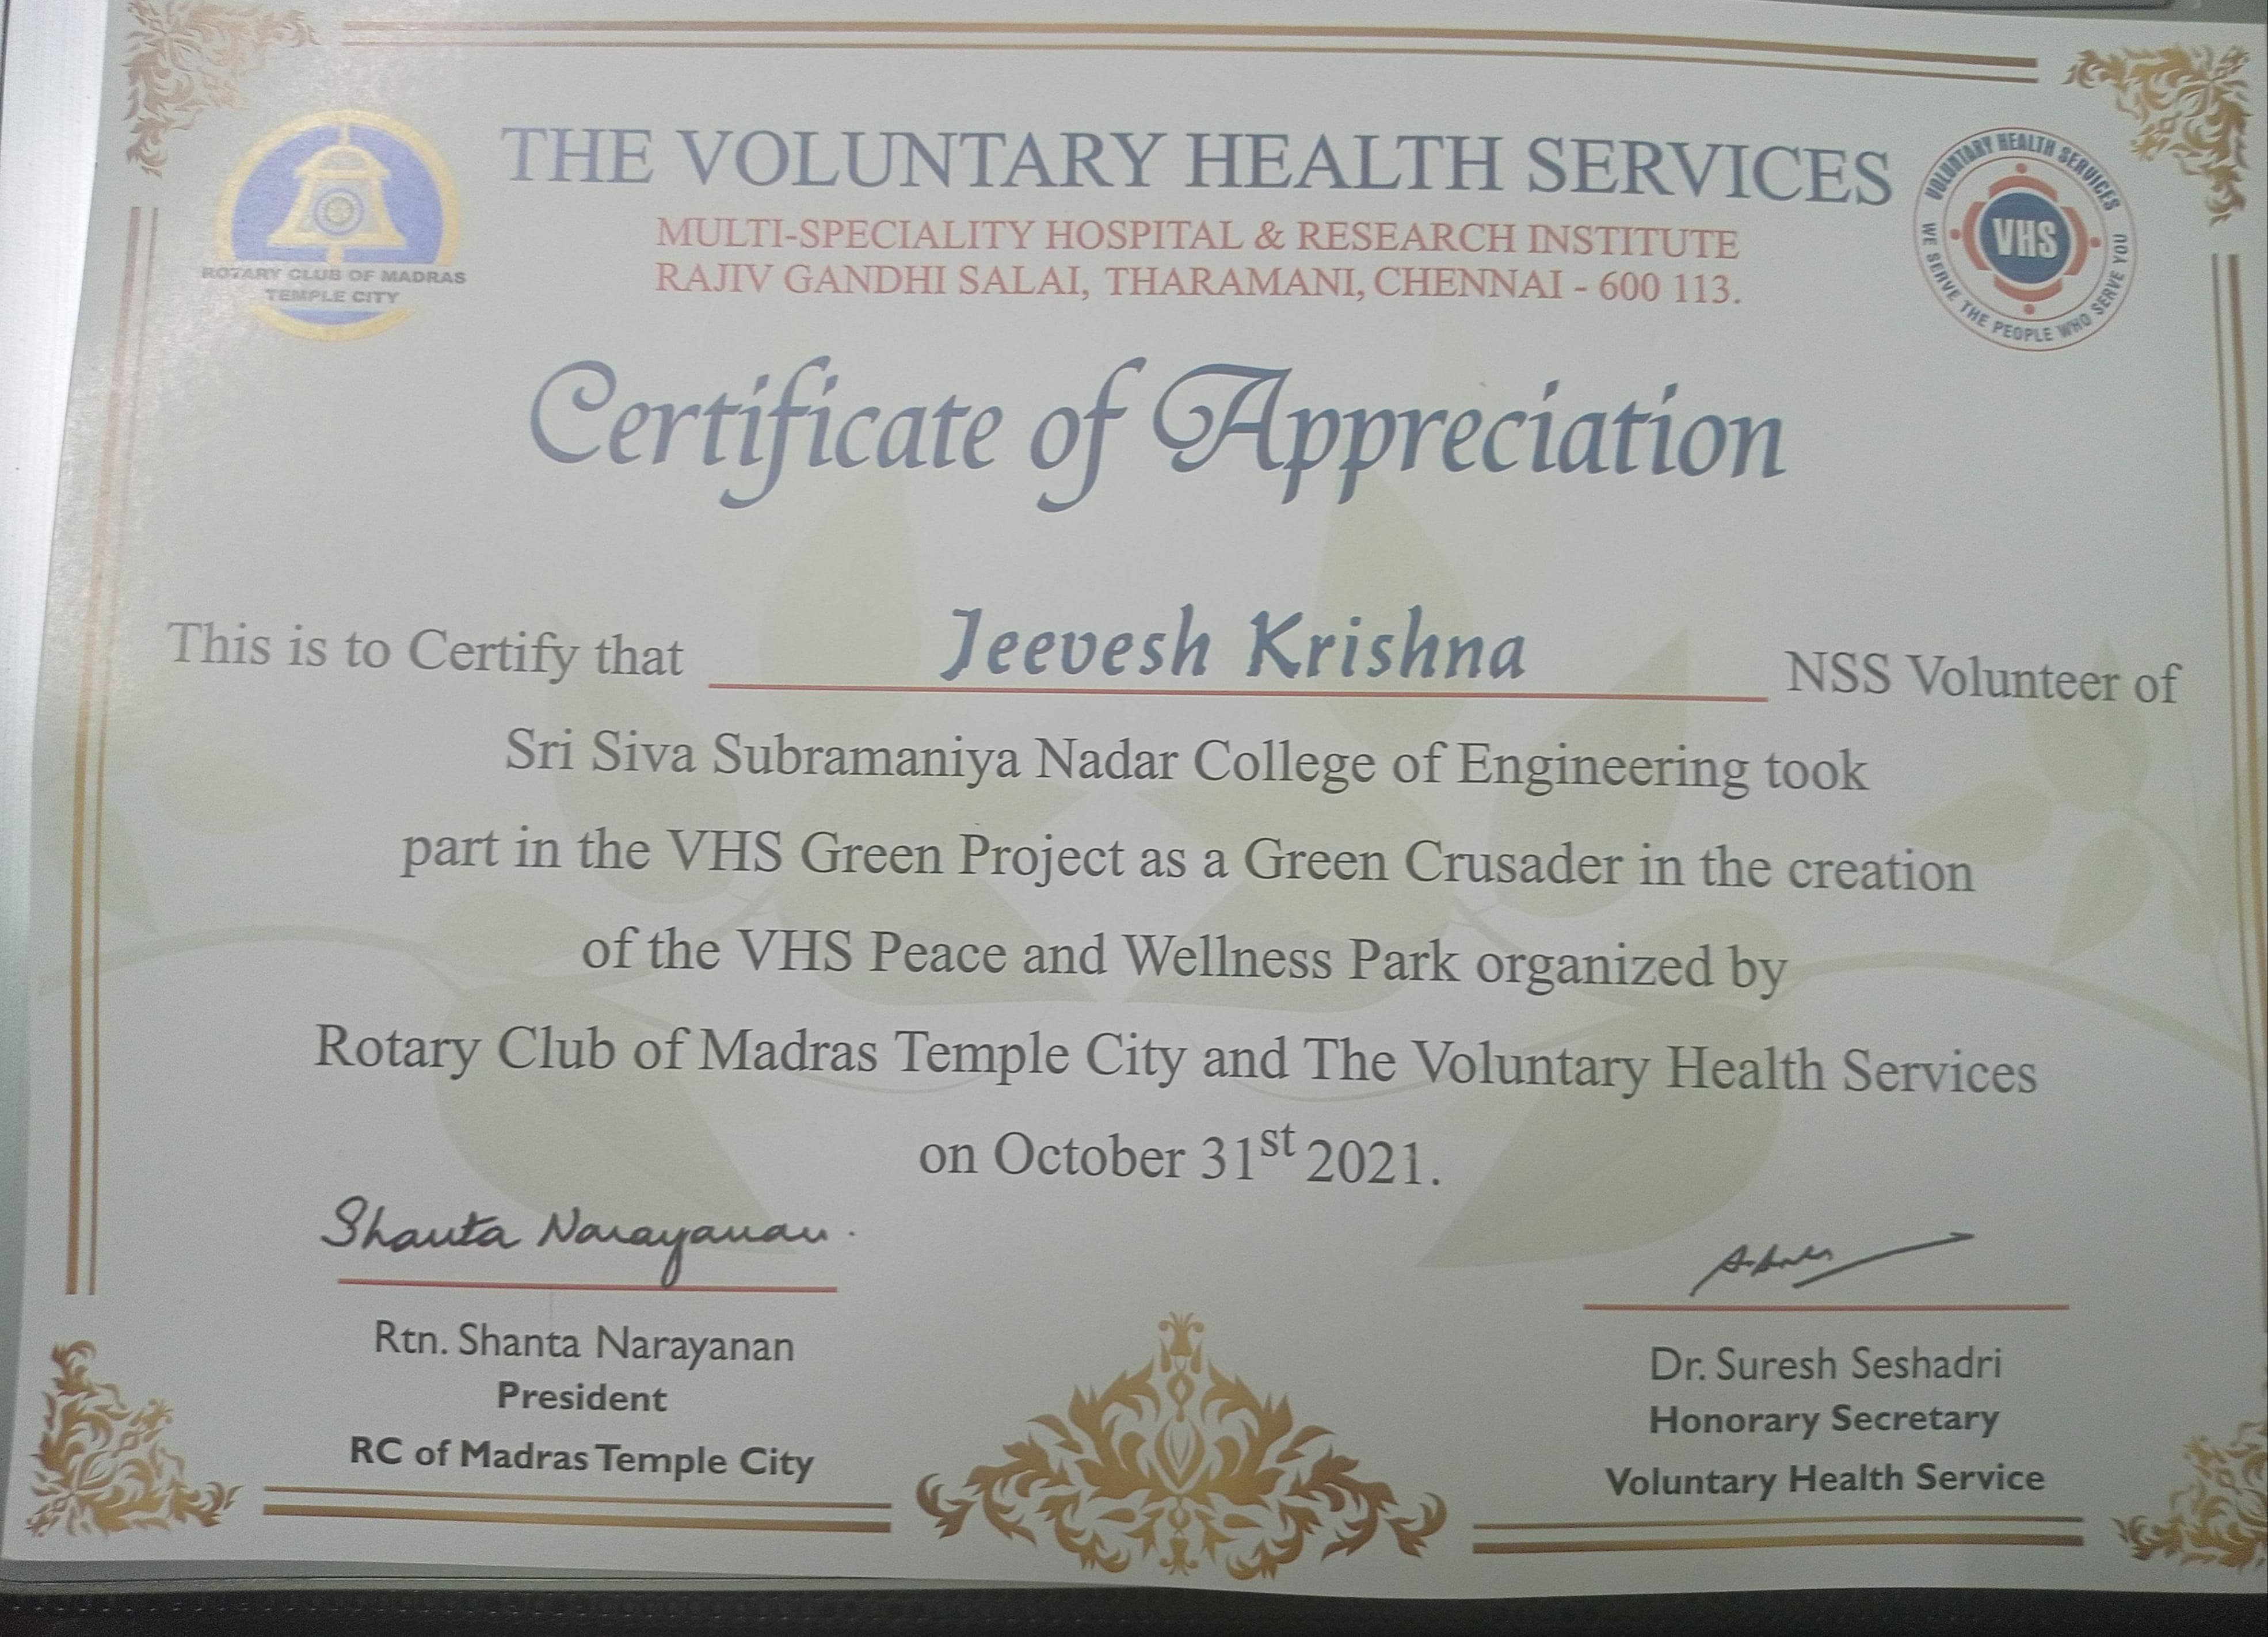 THE VOLUNTARY HEALTH SERVICES
MULTI-SPECIALITY HOSPITAL & RESEARCH INSTITUTE
RAJIV GANDHI SALAI, THARAMANI, CHENNAI - 600 113.
ROTARY CLUB OF MADRAS
TEMPLE CITY
VOLUNTARY HEALTH SERVICES
VHS
WE SERVE THE PEOPLE WHO SERVE YOU
Certificate of Appreciation
This is to Certify that Jeevesh Krishna NSS Volunteer of
Sri Siva Subramaniya Nadar College of Engineering took
part in the VHS Green Project as a Green Crusader in the creation
of the VHS Peace and Wellness Park organized by
Rotary Club of Madras Temple City and The Voluntary Health Services
on October 31st 2021.
Shanta Narayanan.
Rtn. Shanta Narayanan
President
RC of Madras Temple City
Dr. Suresh Seshadri
Honorary Secretary
Voluntary Health Service